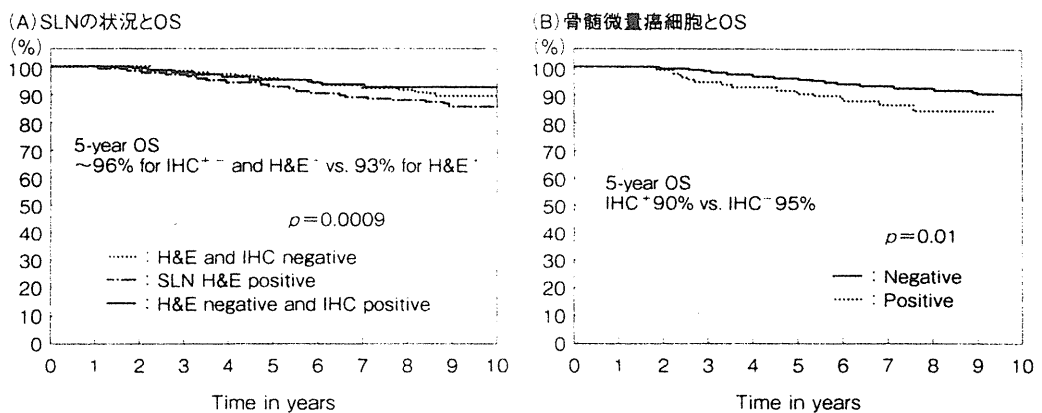 (A)SLNの状況とOS
(%)
100
90
80
70
60
50
40
30
20
10
0
5-year OS
～96% for IHC⁺⁻ and H&E⁻ vs. 93% for H&E
p=0.0009
: H&E and IHC negative
: SLN H&E positive
: H&E negative and IHC positive
0 1 2 3 4 5 6 7 8 9 10
Time in years
(B)骨髄微量癌細胞とOS
(%)
100
90
80
70
60
50
40
30
20
10
0
5-year OS
IHC⁺90% vs. IHC⁻95%
p=0.01
: Negative
: Positive
0 1 2 3 4 5 6 7 8 9 10
Time in years